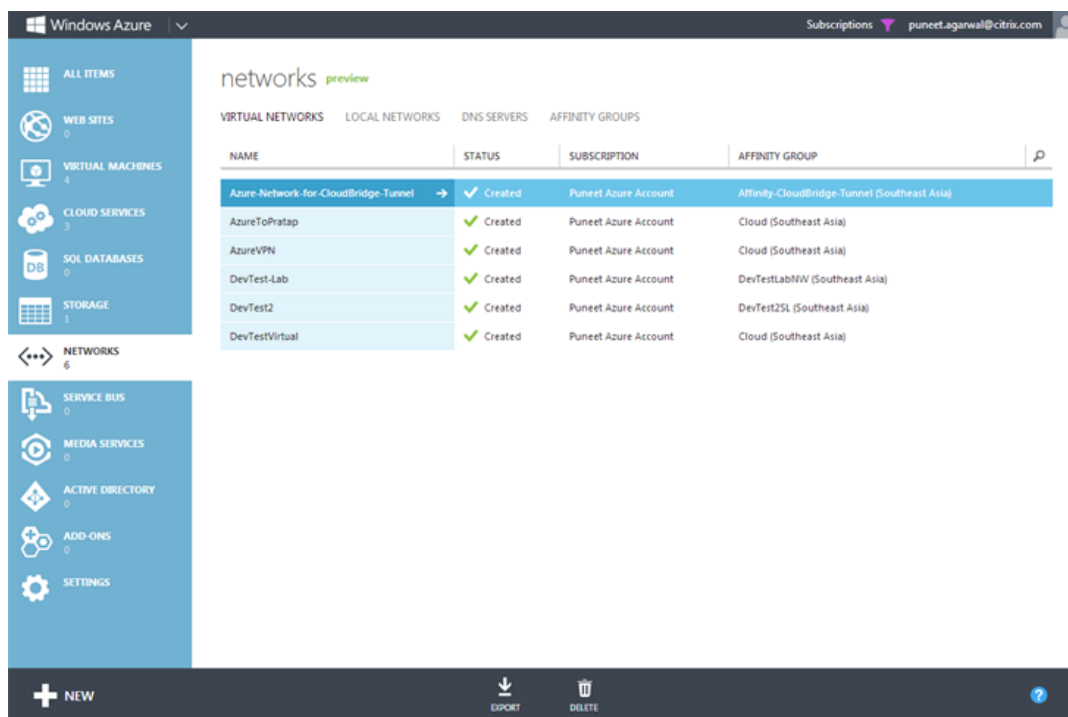 Windows Azure
Subscriptions puneet.agarwal@citrix.com
ALL ITEMS
WEB SITES
0
VIRTUAL MACHINES
4
CLOUD SERVICES
3
SQL DATABASES
0
DB
STORAGE
1
NETWORKS
6
SERVICE BUS
0
MEDIA SERVICES
0
ACTIVE DIRECTORY
0
ADD-ONS
0
SETTINGS
networks preview
VIRTUAL NETWORKS LOCAL NETWORKS DNS SERVERS AFFINITY GROUPS
NAME STATUS SUBSCRIPTION AFFINITY GROUP
Azure-Network-for-CloudBridge-Tunnel → Created Puneet Azure Account Affinity-CloudBridge-Tunnel (Southeast Asia)
AzureToPratap Created Puneet Azure Account Cloud (Southeast Asia)
AzureVPN Created Puneet Azure Account Cloud (Southeast Asia)
DevTest-Lab Created Puneet Azure Account DevTestLabNW (Southeast Asia)
DevTest2 Created Puneet Azure Account DevTest2SL (Southeast Asia)
DevTestVirtual Created Puneet Azure Account Cloud (Southeast Asia)
NEW EXPORT DELETE ?